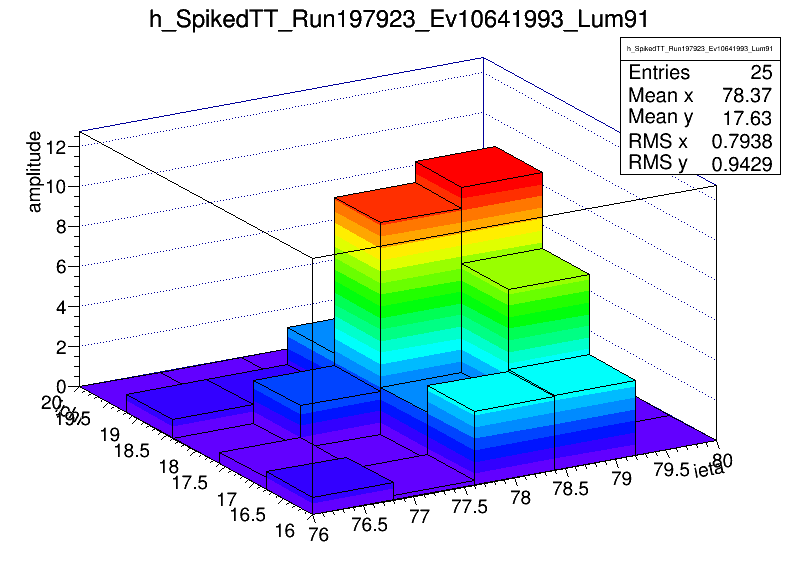 h_SpikedTT_Run197923_Ev10641993_Lum91
h_SpikedTT_Run197923_Ev10641993_Lum91
Entries 25
Mean x 78.37
Mean y 17.63
RMS x 0.7938
RMS y 0.9429
amplitude
12
10
8
6
4
2
0
20
19.5
19
18.5
18
17.5
17
16.5
16
76
76.5
77
77.5
78
78.5
79
79.5
80
ieta